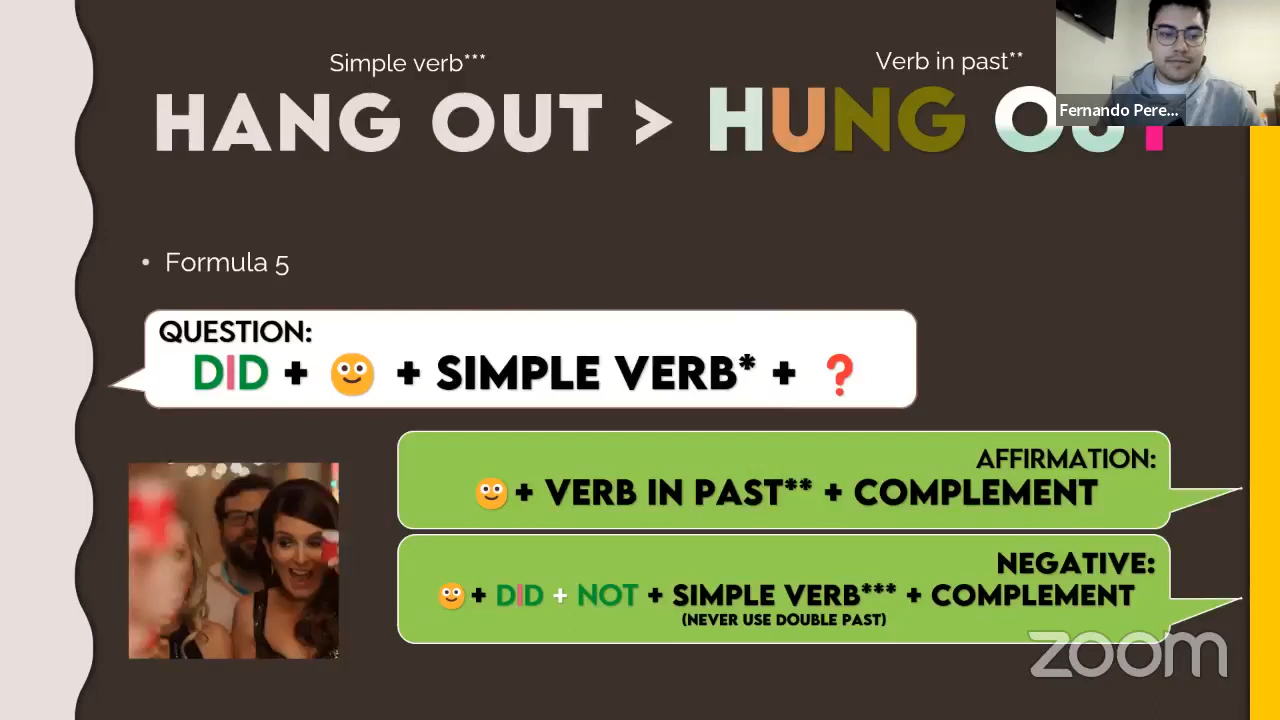 Simple verb***
Verb in past**
HANG OUT > HUNG OUT
Fernando Pere...
• Formula 5
QUESTION:
DID + 🙂 + SIMPLE VERB* + ❓
AFFIRMATION:
🙂 + VERB IN PAST** + COMPLEMENT
NEGATIVE:
🙂 + DID + NOT + SIMPLE VERB*** + COMPLEMENT
(NEVER USE DOUBLE PAST)
zoom